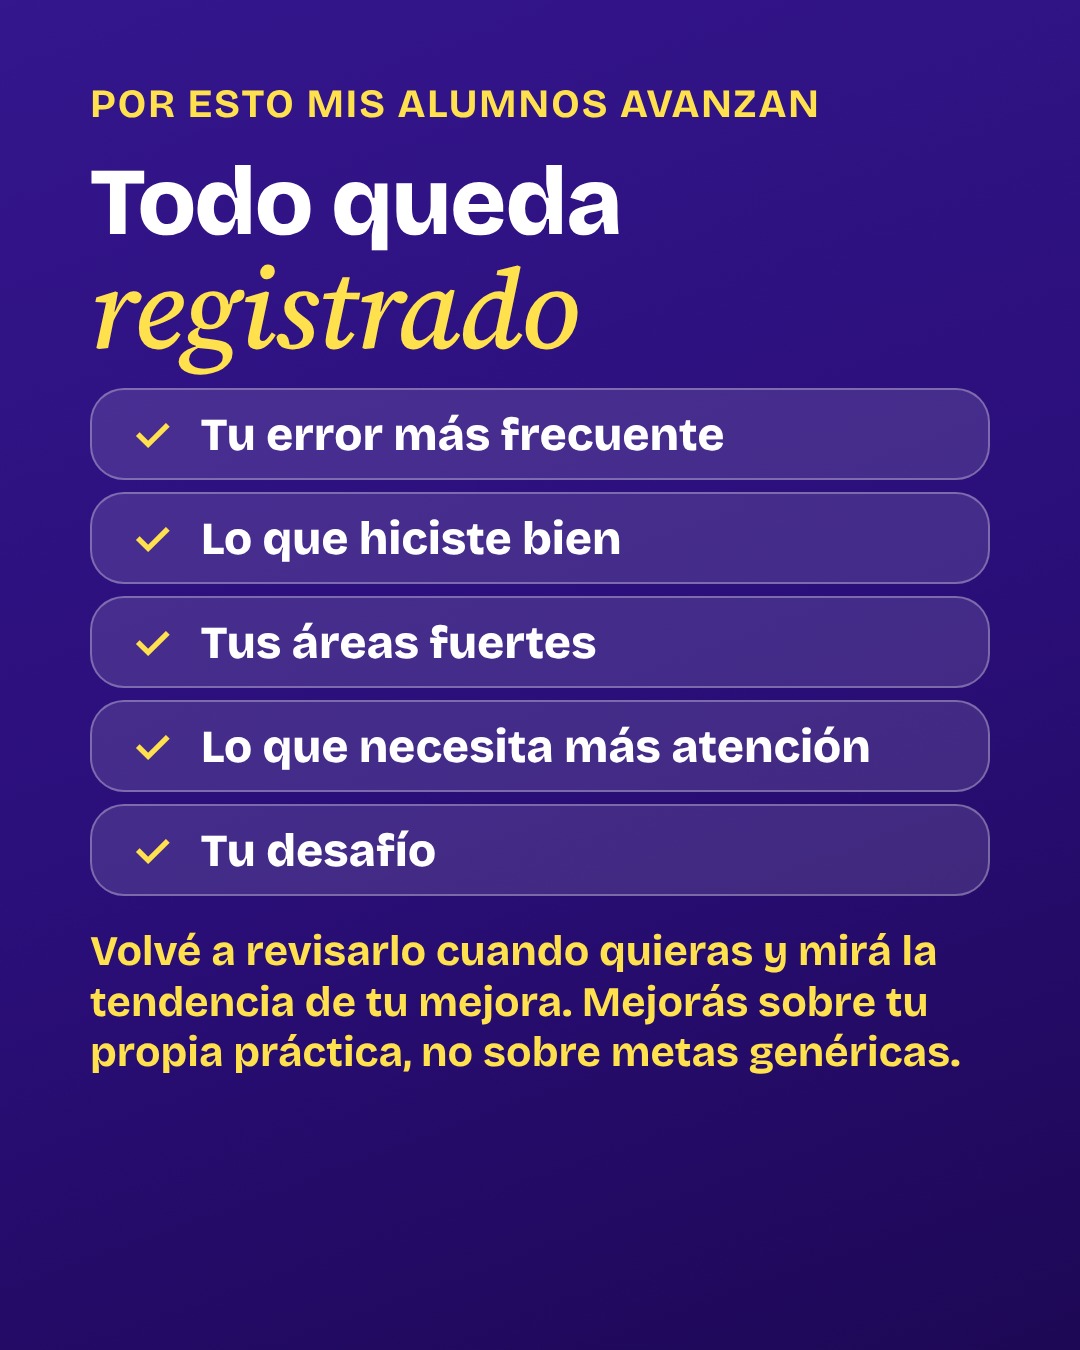 POR ESTO MIS ALUMNOS AVANZAN
Todo queda
registrado
Tu error más frecuente
Lo que hiciste bien
Tus áreas fuertes
Lo que necesita más atención
Tu desafío
Volvé a revisarlo cuando quieras y mirá la
tendencia de tu mejora. Mejorás sobre tu
propia práctica, no sobre metas genéricas.